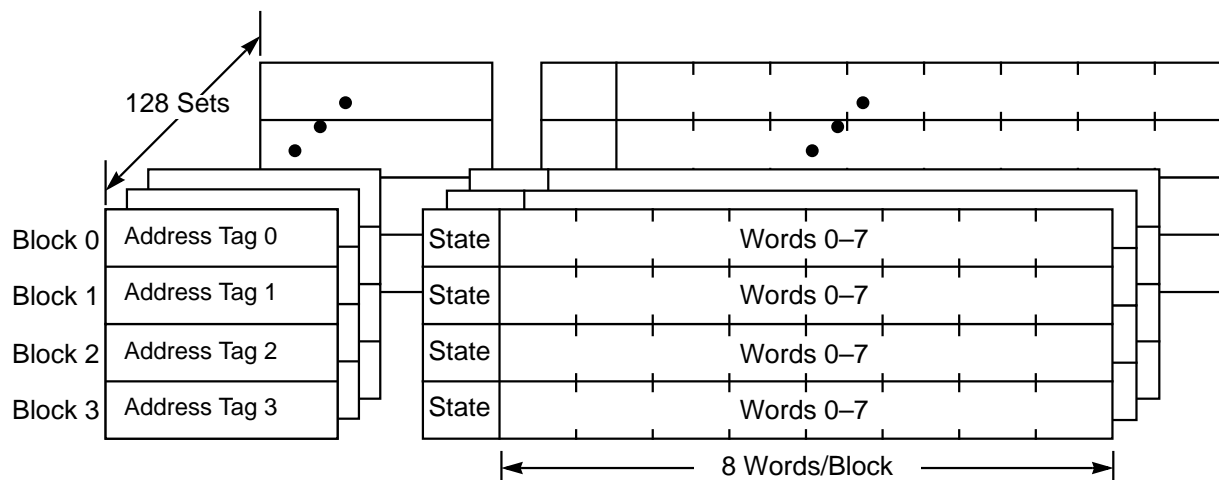 128 Sets
Block 0 Address Tag 0 State Words 0–7
Block 1 Address Tag 1 State Words 0–7
Block 2 Address Tag 2 State Words 0–7
Block 3 Address Tag 3 State Words 0–7
8 Words/Block